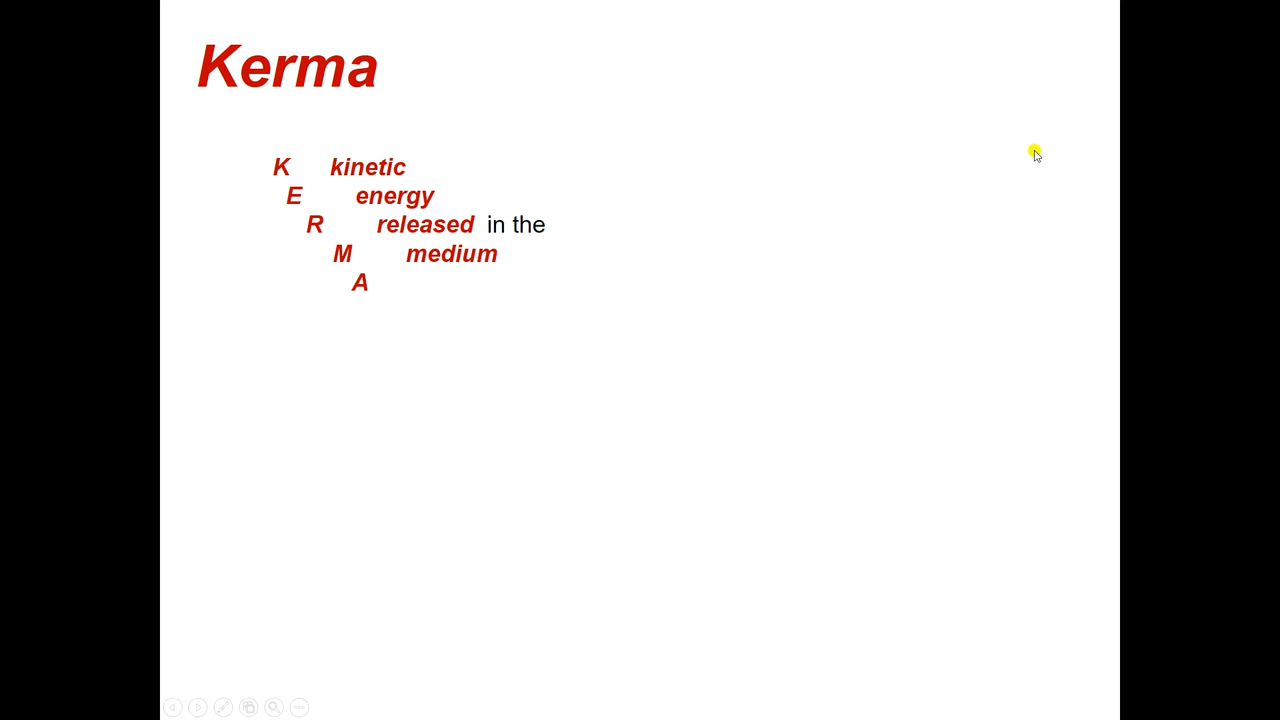 Kerma
K kinetic
E energy
R released in the
M medium
A